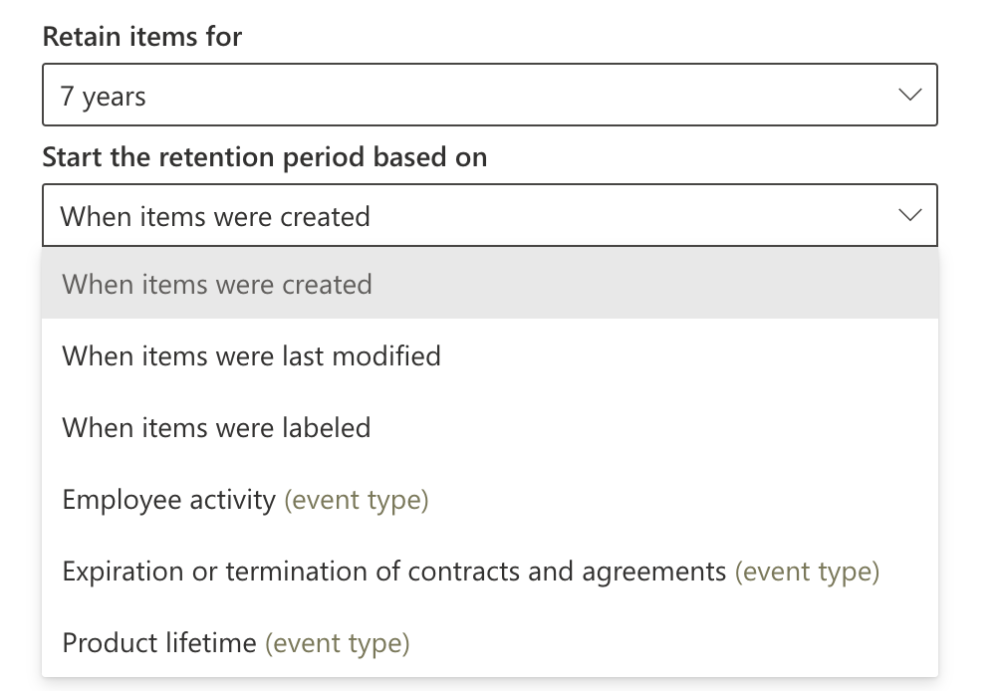 Retain items for
7 years
Start the retention period based on
When items were created
When items were created
When items were last modified
When items were labeled
Employee activity (event type)
Expiration or termination of contracts and agreements (event type)
Product lifetime (event type)